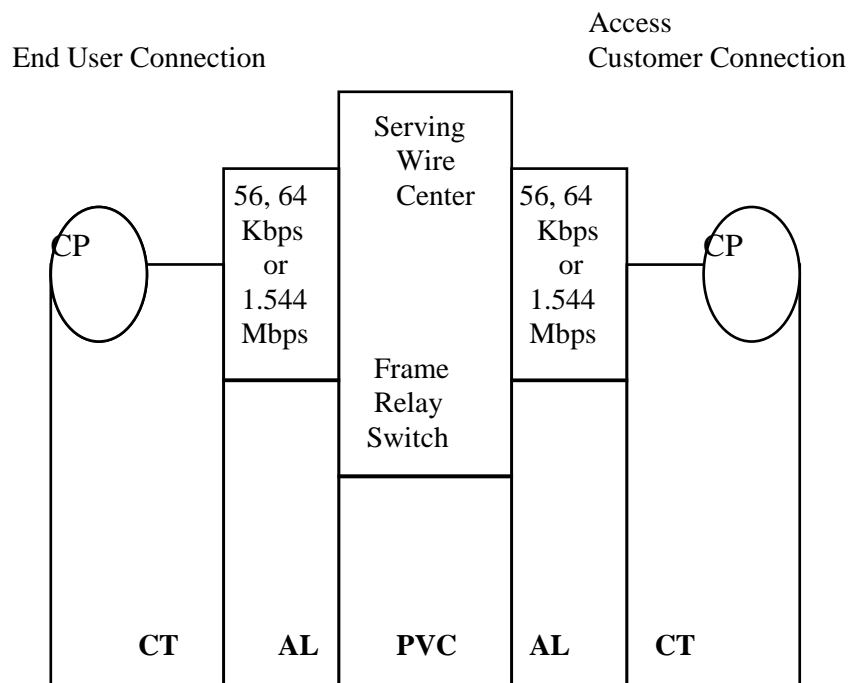 Access
End User Connection
Customer Connection
Serving
Wire
Center
56, 64
Kbps
or
1.544
Mbps
56, 64
Kbps
or
1.544
Mbps
CP
CP
Frame
Relay
Switch
CT
AL
PVC
AL
CT